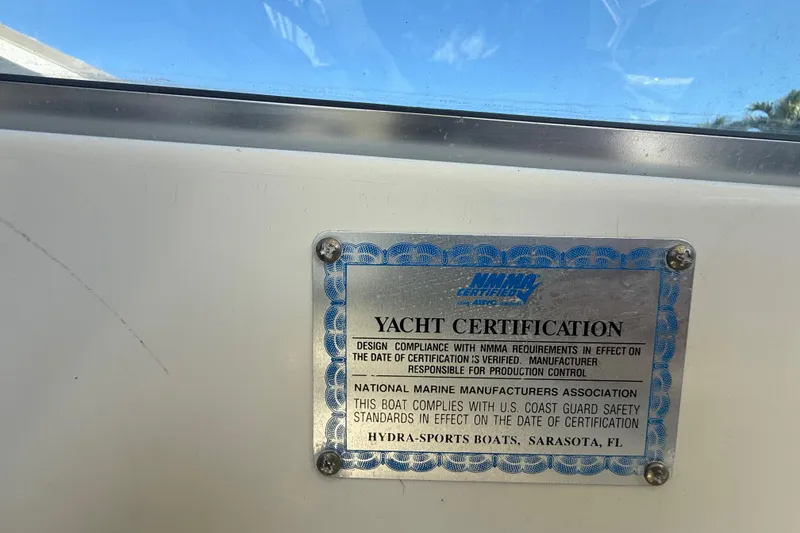 NMMA
CERTIFIED
YACHT CERTIFICATION
DESIGN COMPLIANCE WITH NMMA REQUIREMENTS IN EFFECT ON
THE DATE OF CERTIFICATION IS VERIFIED. MANUFACTURER
RESPONSIBLE FOR PRODUCTION CONTROL
NATIONAL MARINE MANUFACTURERS ASSOCIATION
THIS BOAT COMPLIES WITH U.S. COAST GUARD SAFETY
STANDARDS IN EFFECT ON THE DATE OF CERTIFICATION
HYDRA-SPORTS BOATS, SARASOTA, FL